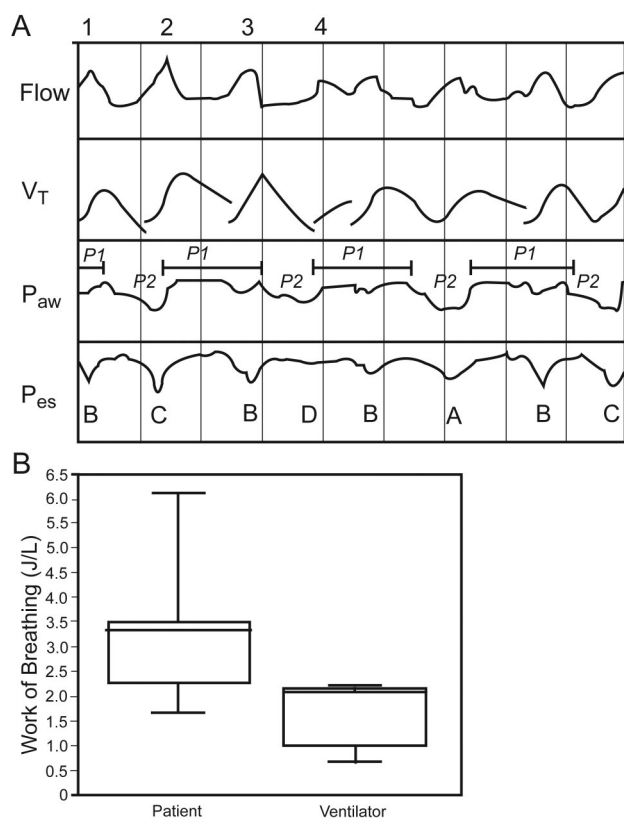 A
1 2 3 4
Flow
VT
P1 P1 P1 P1
P2 P2 P2 P2
Paw
Pes
B C B D B A B C
B
6.5
6.0
5.5
5.0
4.5
4.0
3.5
3.0
2.5
2.0
1.5
1.0
0.5
0
Work of Breathing (J/L)
Patient Ventilator